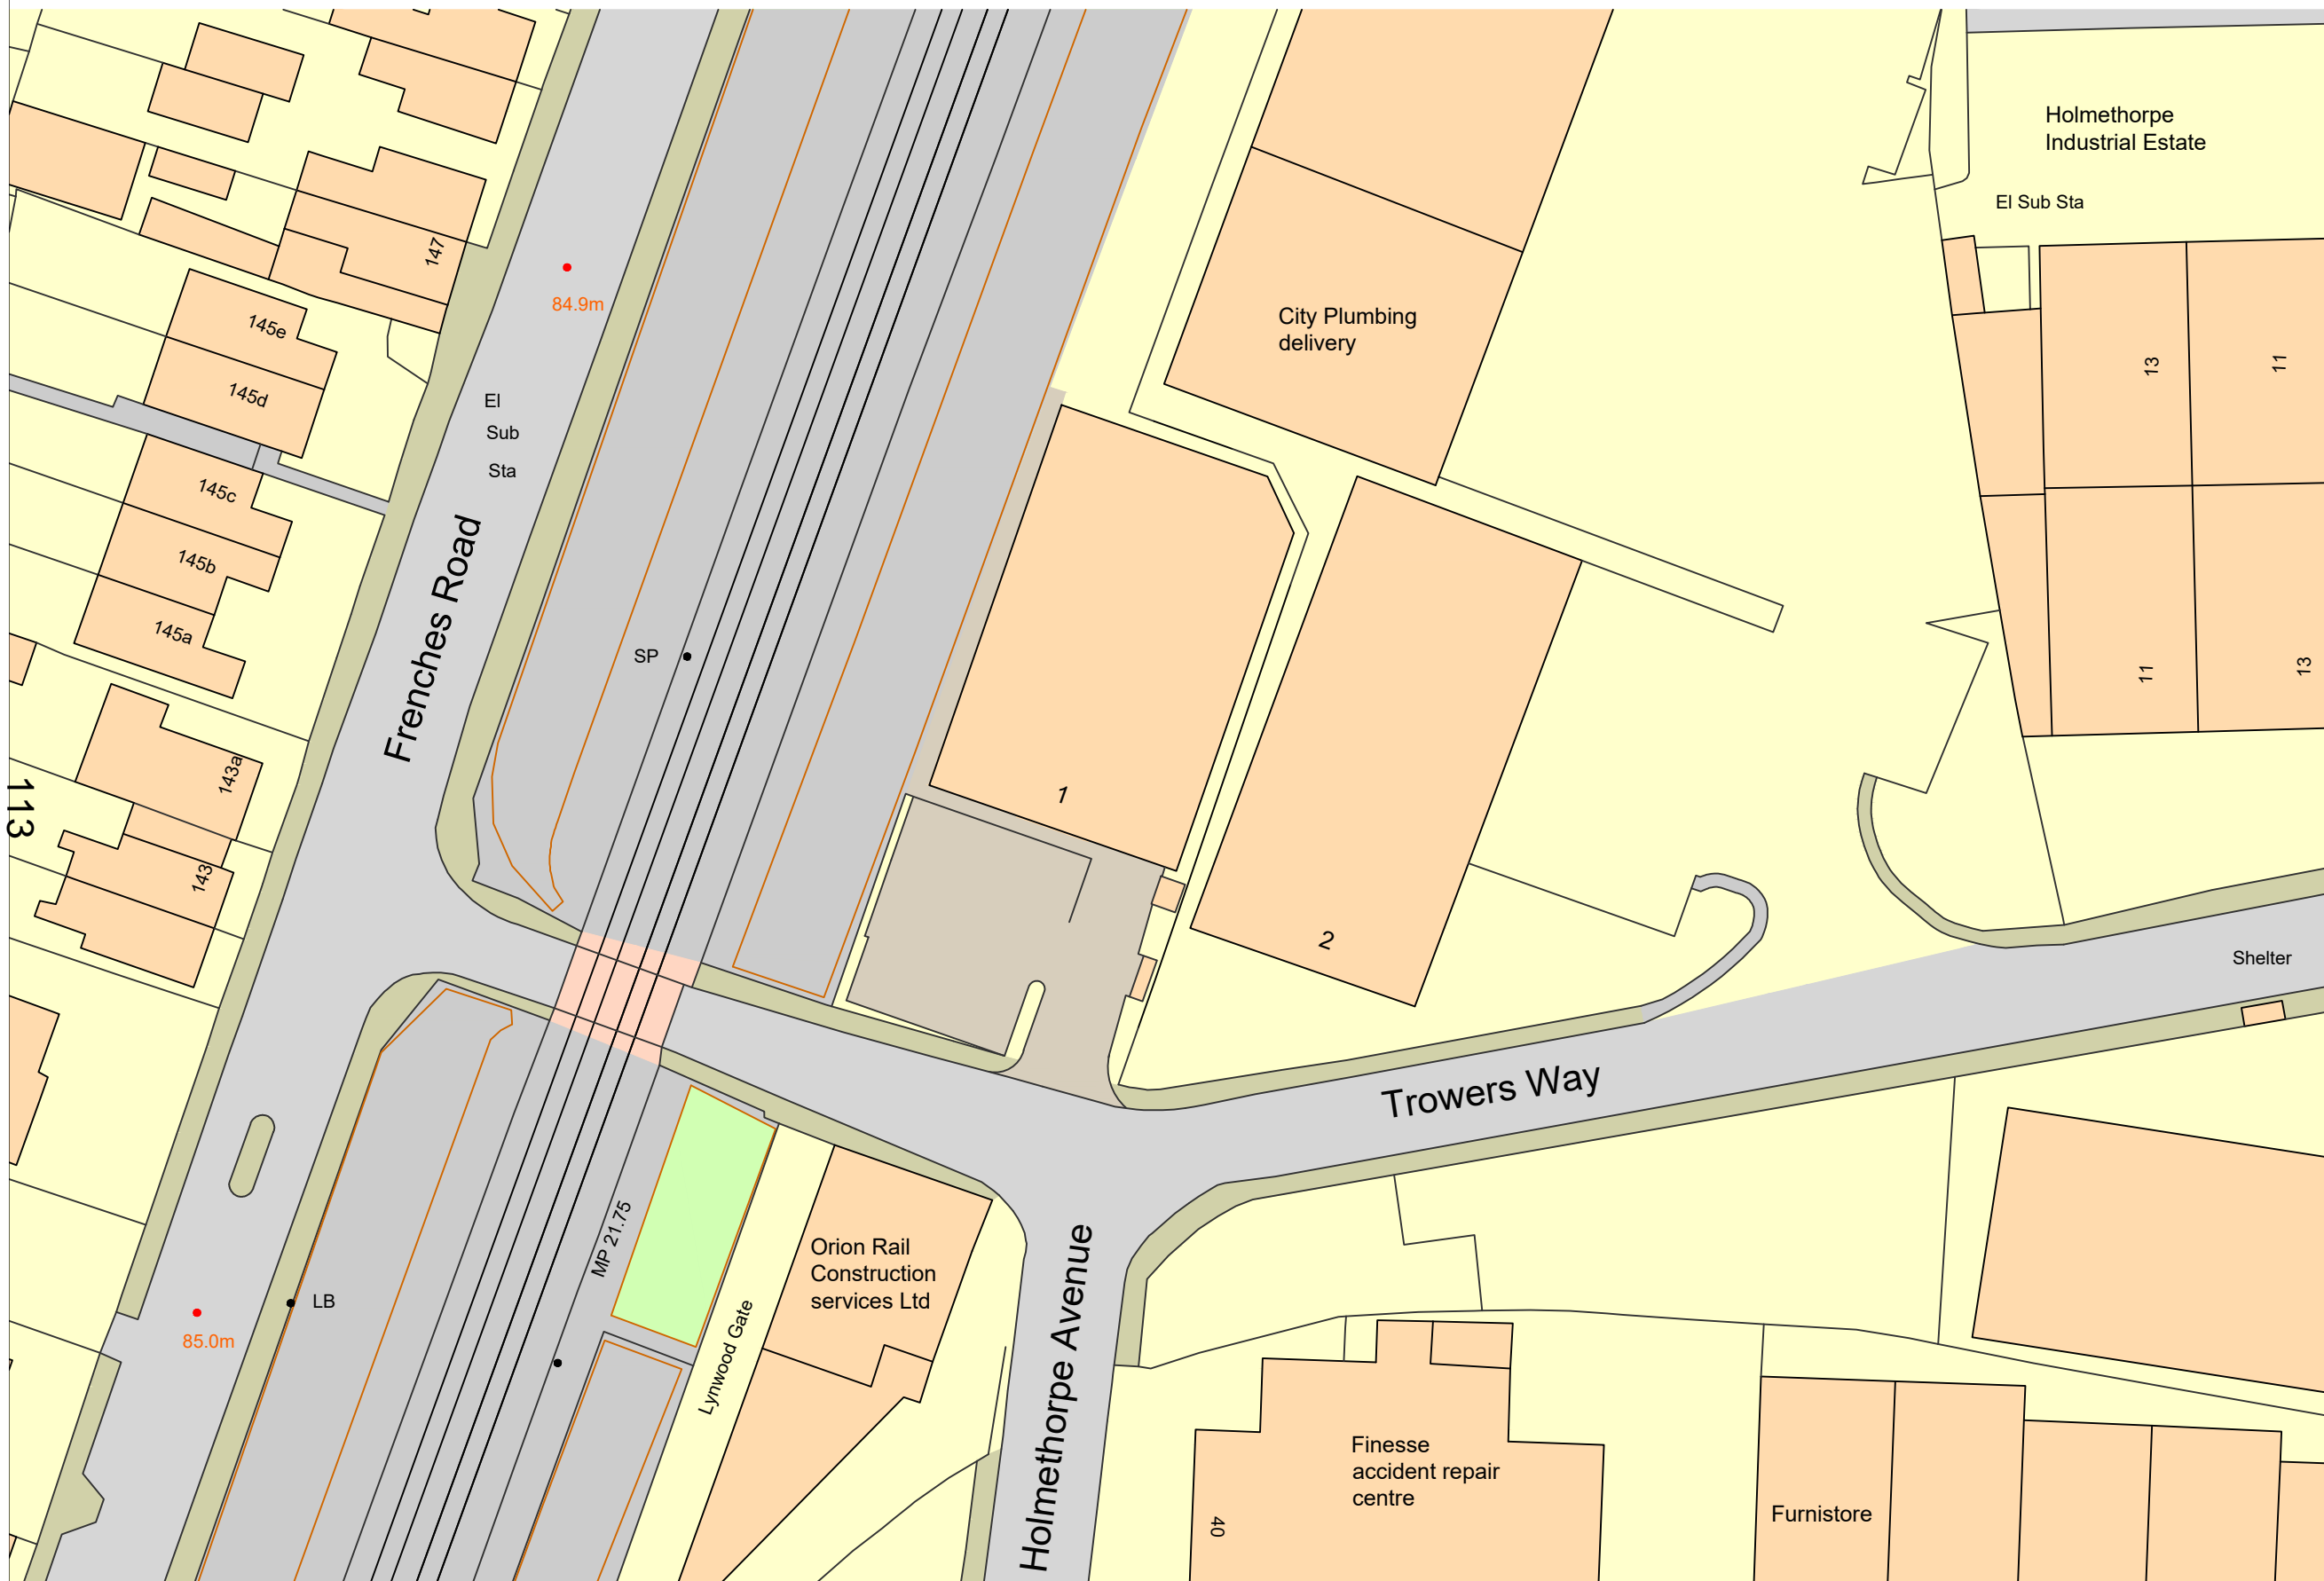 Holmethorpe
Industrial Estate
El Sub Sta
147
84.9m
City Plumbing
delivery
145e
145d
13
11
El
Sub
Sta
145c
145b
145a
Frenches Road
SP
11
13
143a
113
1
143
2
Shelter
Trowers Way
MP 21.75
Orion Rail
Construction
services Ltd
LB
85.0m
Lynwood Gate
Holmethorpe Avenue
Finesse
accident repair
centre
40
Furnistore